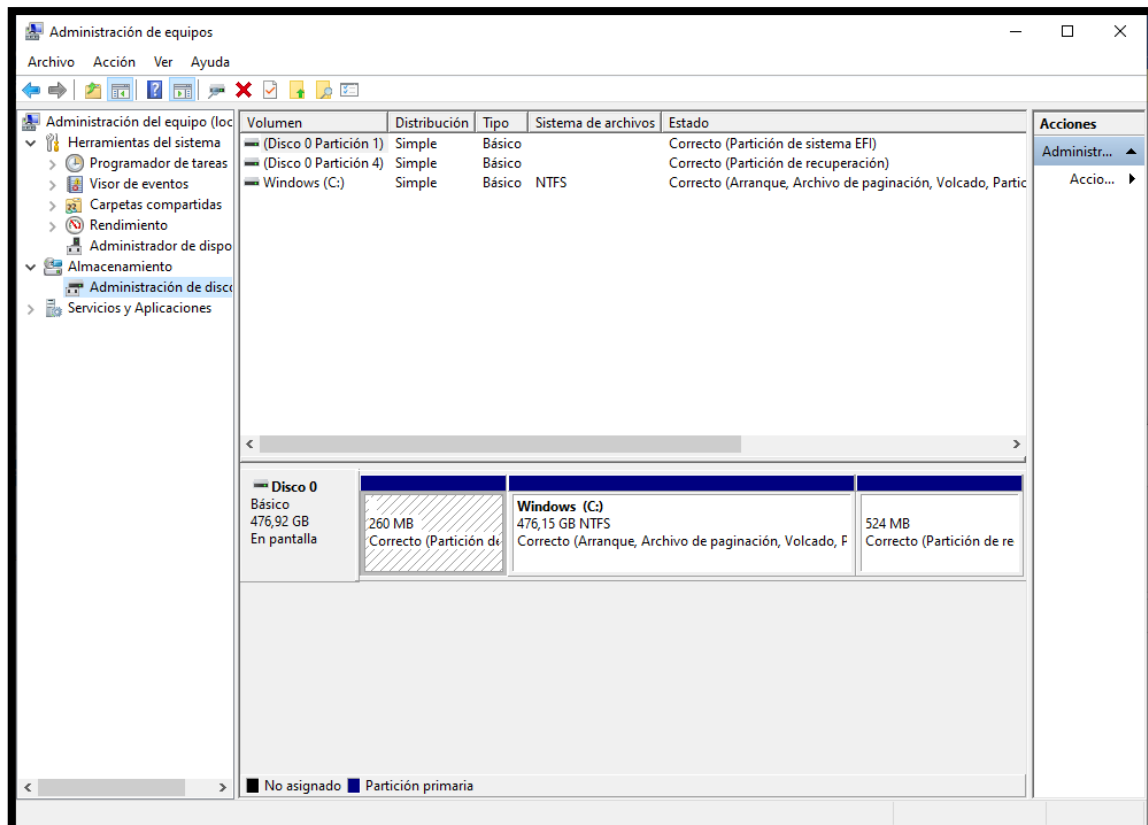 Administración de equipos
Archivo Acción Ver Ayuda
Administración del equipo (loc
Herramientas del sistema
Programador de tareas
Visor de eventos
Carpetas compartidas
Rendimiento
Administrador de dispo
Almacenamiento
Administración de disco
Servicios y Aplicaciones
Volumen Distribución Tipo Sistema de archivos Estado
(Disco 0 Partición 1) Simple Básico Correcto (Partición de sistema EFI)
(Disco 0 Partición 4) Simple Básico Correcto (Partición de recuperación)
Windows (C:) Simple Básico NTFS Correcto (Arranque, Archivo de paginación, Volcado, Partic
Disco 0
Básico
476,92 GB
En pantalla
260 MB
Correcto (Partición de
Windows (C:)
476,15 GB NTFS
Correcto (Arranque, Archivo de paginación, Volcado, P
524 MB
Correcto (Partición de re
No asignado Partición primaria
Acciones
Administr...
Accio...